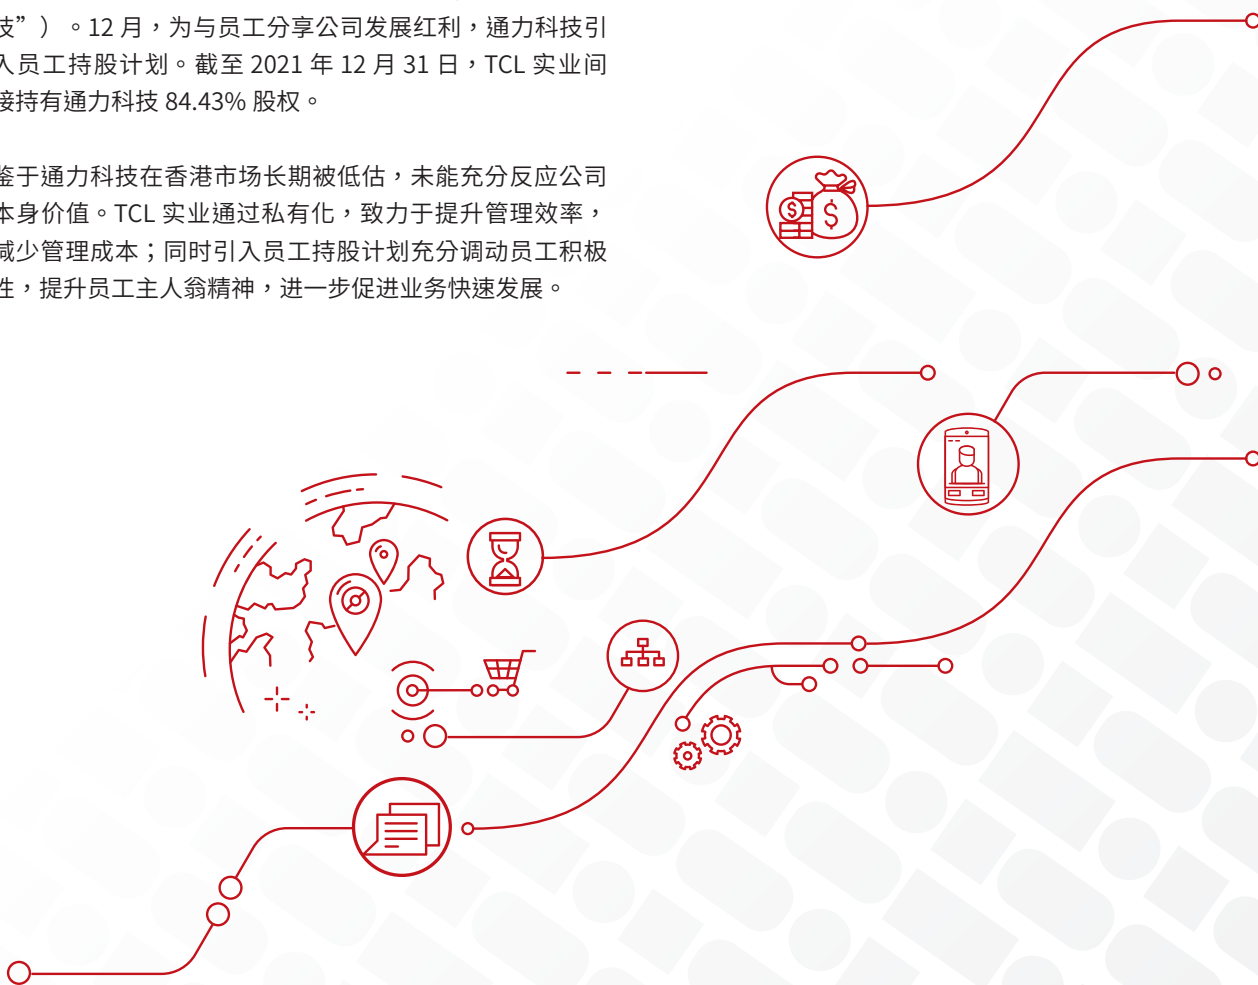 技”）。12 月，为与员工分享公司发展红利，通力科技引
入员工持股计划。截至 2021 年 12 月 31 日，TCL 实业间
接持有通力科技 84.43% 股权。
鉴于通力科技在香港市场长期被低估，未能充分反应公司
本身价值。TCL 实业通过私有化，致力于提升管理效率，
减少管理成本；同时引入员工持股计划充分调动员工积极
性，提升员工主人翁精神，进一步促进业务快速发展。